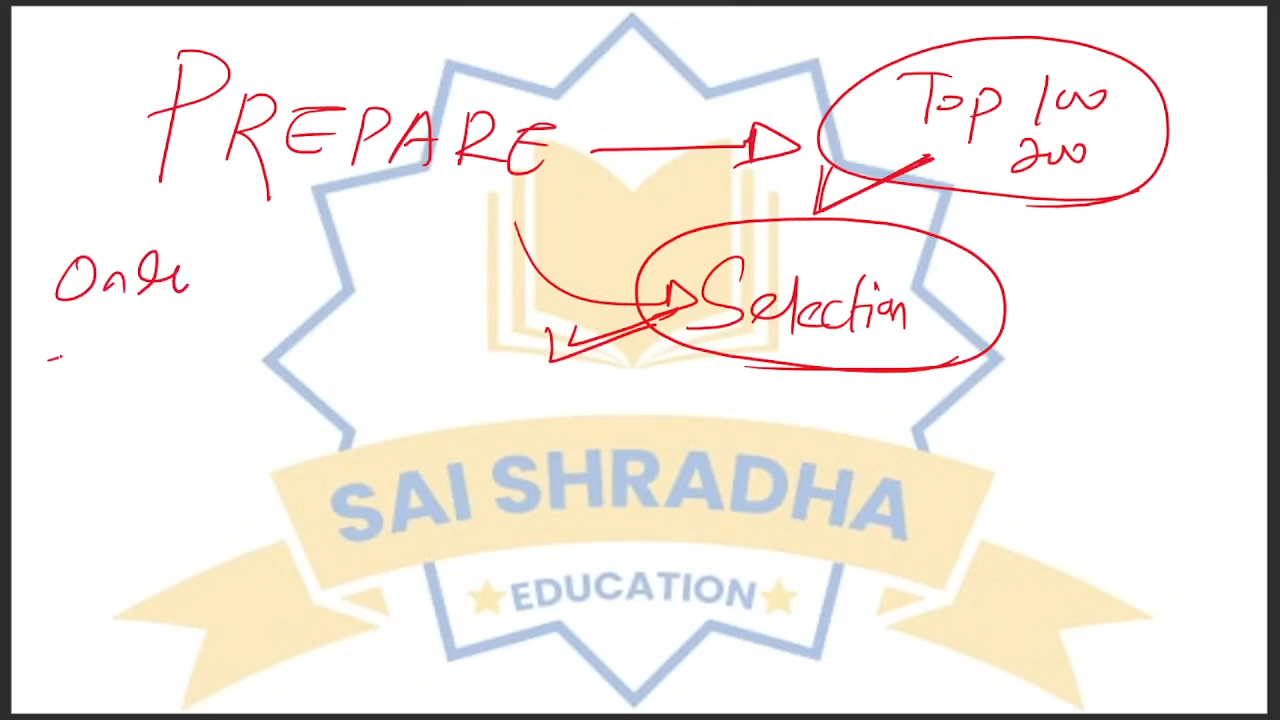 PREPARE
Top 100
200
Selection
SAI SHRADHA
EDUCATION